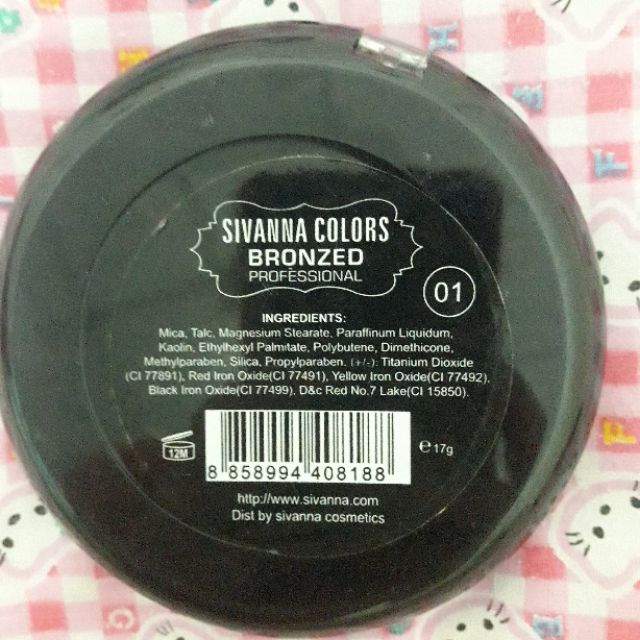 SIVANNA COLORS
BRONZED
PROFESSIONAL
01
INGREDIENTS:
Mica, Talc, Magnesium Stearate, Paraffinum Liquidum,
Kaolin, Ethylhexyl Palmitate, Polybutene, Dimethicone,
Methylparaben, Silica, Propylparaben. (+/-): Titanium Dioxide
(CI 77891), Red Iron Oxide(CI 77491), Yellow Iron Oxide(CI 77492),
Black Iron Oxide(CI 77499), D&c Red No.7 Lake(CI 15850).
12M
8 858994 408188
e 17g
http://www.sivanna.com
Dist by sivanna cosmetics